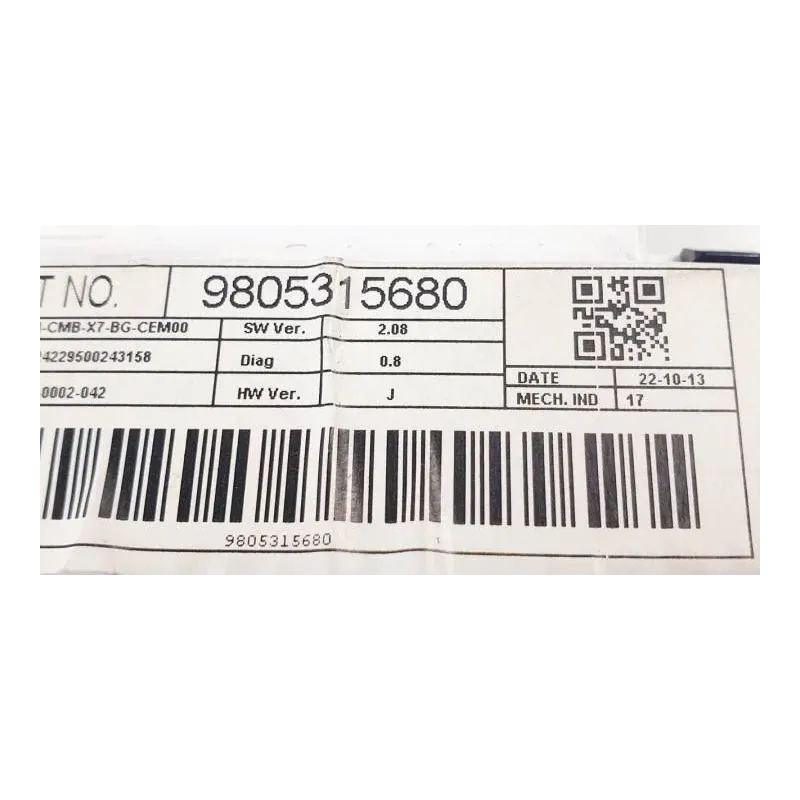 T NO. 9805315680
-CMB-X7-BG-CEM00 SW Ver. 2.08
4229500243158 Diag 0.8
0002-042 HW Ver. J
DATE 22-10-13
MECH. IND 17
9805315680